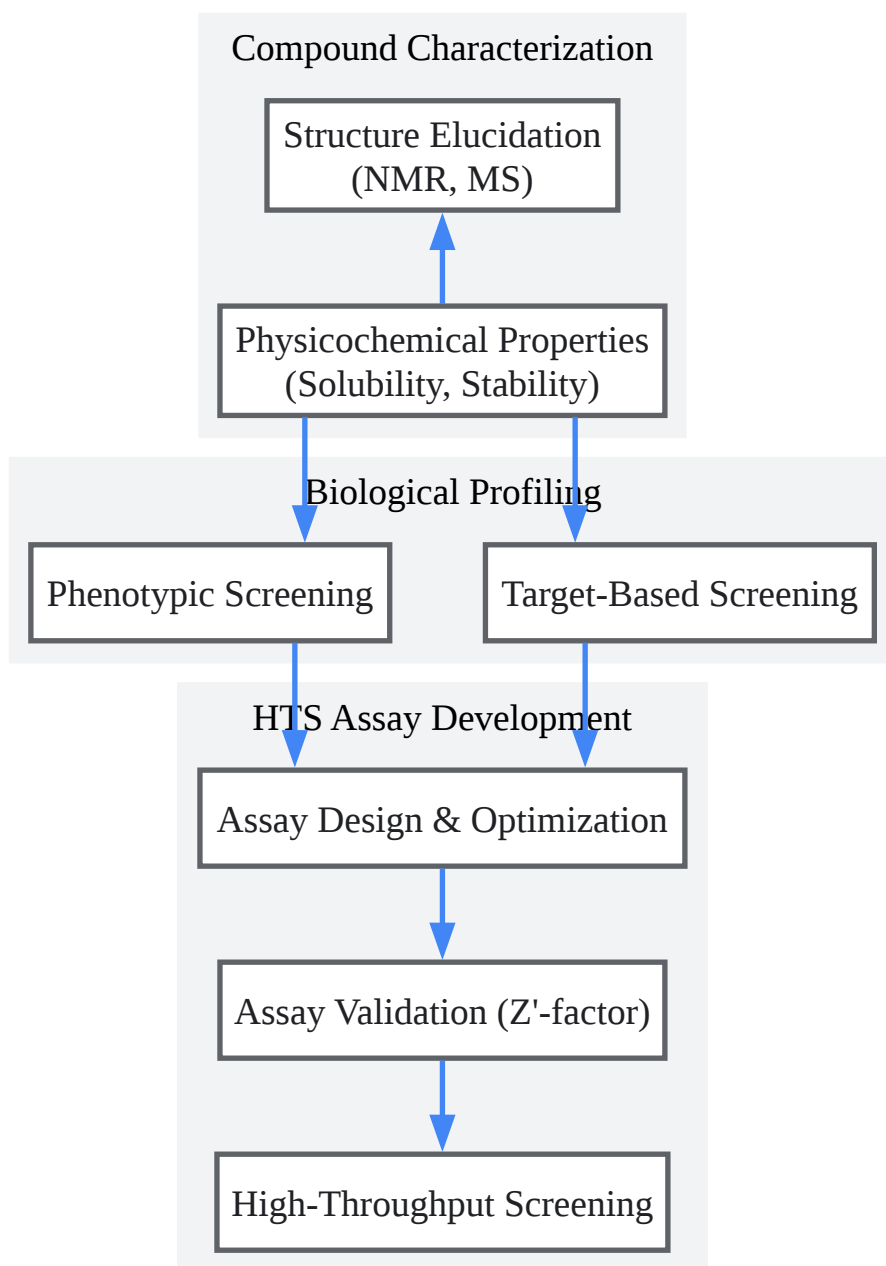 Compound Characterization
Structure Elucidation
(NMR, MS)
Physicochemical Properties
(Solubility, Stability)
Biological Profiling
Phenotypic Screening
Target-Based Screening
HTS Assay Development
Assay Design & Optimization
Assay Validation (Z'-factor)
High-Throughput Screening